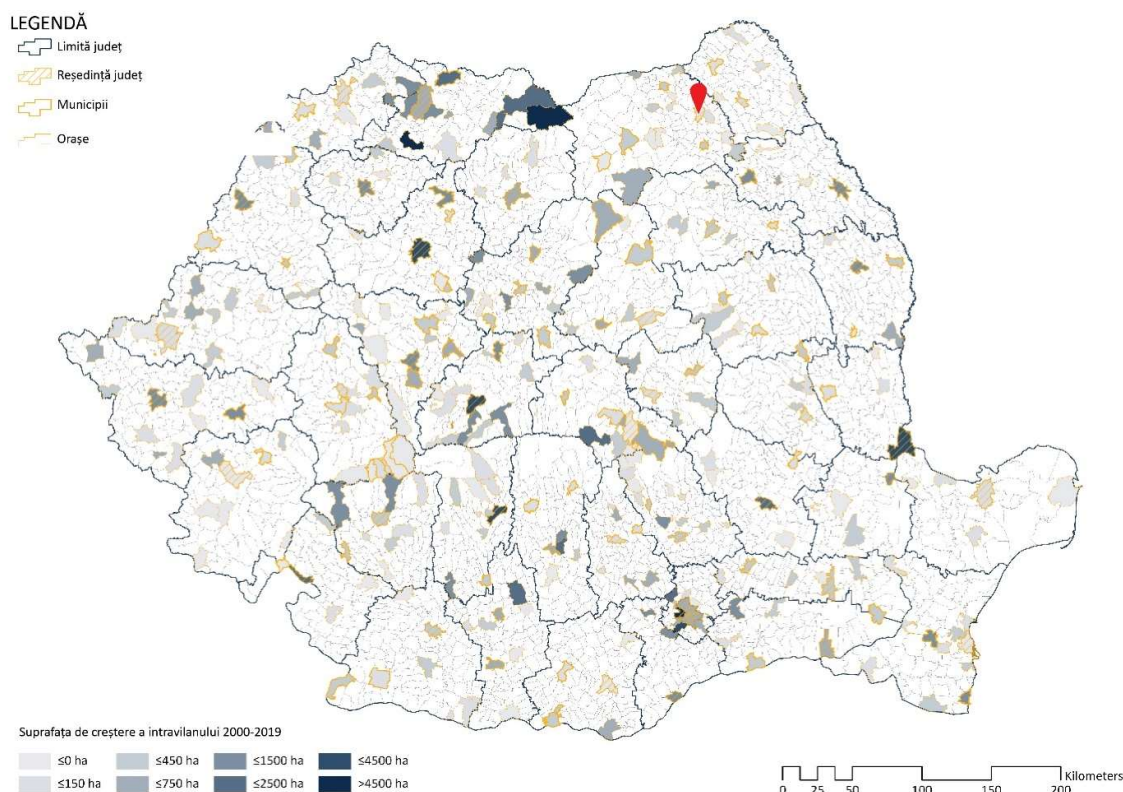 LEGENDĂ
Limită județ
Reședință județ
Municipii
Orașe
Suprafața de creștere a intravilanului 2000-2019
≤0 ha ≤450 ha ≤1500 ha ≤4500 ha
≤150 ha ≤750 ha ≤2500 ha >4500 ha
Kilometers
0 25 50 100 150 200